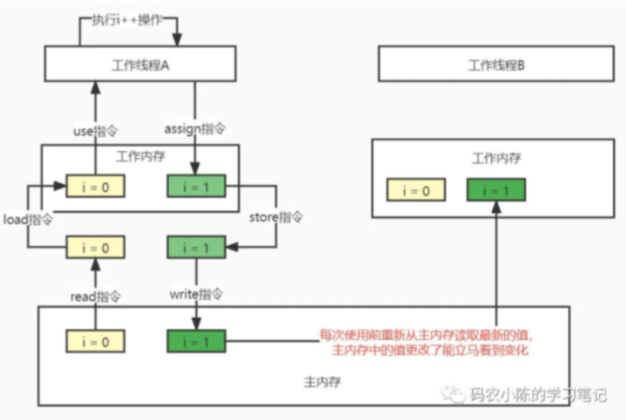 执行i++操作
工作线程A
工作线程B
use指令
assign指令
工作内存
工作内存
i = 0
i = 1
i = 0
i = 1
load指令
store指令
i = 0
i = 1
read指令
write指令
每次使用前重新从主内存读取最新的值,
主内存中的值更改了能立马看到变化
i = 0
i = 1
主内存
码农小陈的学习笔记